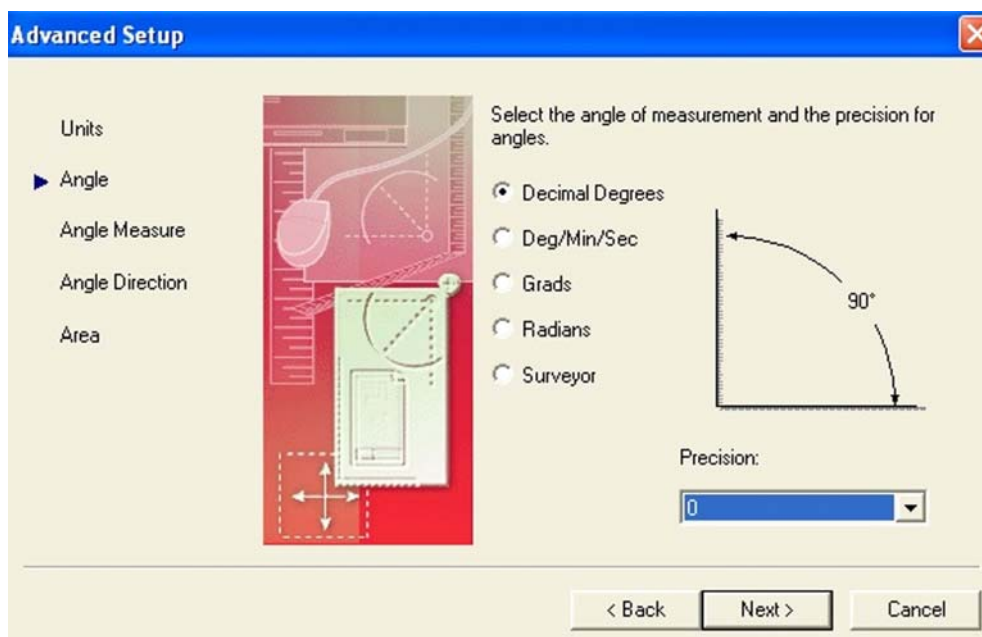 Advanced Setup
Units
Angle
Angle Measure
Angle Direction
Area
Select the angle of measurement and the precision for
angles.
Decimal Degrees
Deg/Min/Sec
Grads
Radians
Surveyor
90°
Precision:
0
< Back
Next >
Cancel